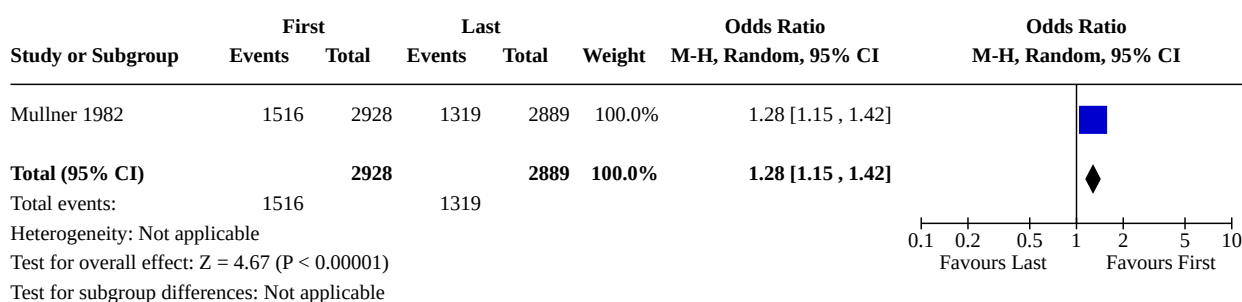 First Last Odds Ratio Odds Ratio
Study or Subgroup Events Total Events Total Weight M-H, Random, 95% CI M-H, Random, 95% CI
Mullner 1982 1516 2928 1319 2889 100.0% 1.28 [1.15 , 1.42]
Total (95% CI) 2928 2889 100.0% 1.28 [1.15 , 1.42]
Total events: 1516 1319
Heterogeneity: Not applicable
0.1 0.2 0.5 1 2 5 10
Test for overall effect: Z = 4.67 (P < 0.00001)
Favours Last Favours First
Test for subgroup differences: Not applicable